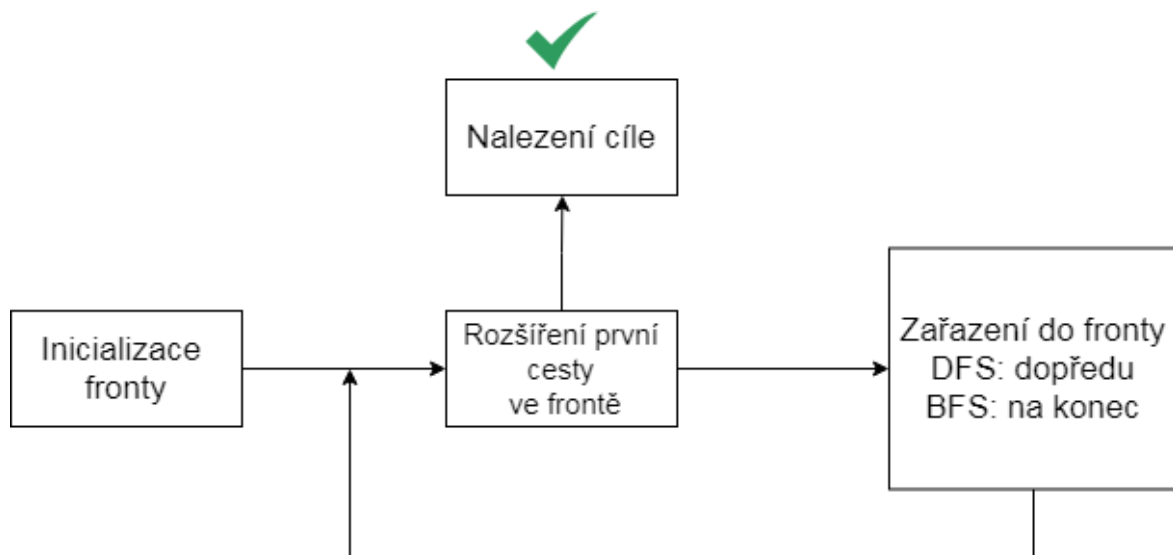 Nalezení cíle
Inicializace
fronty
Rozšíření první
cesty
ve frontě
Zařazení do fronty
DFS: dopředu
BFS: na konec